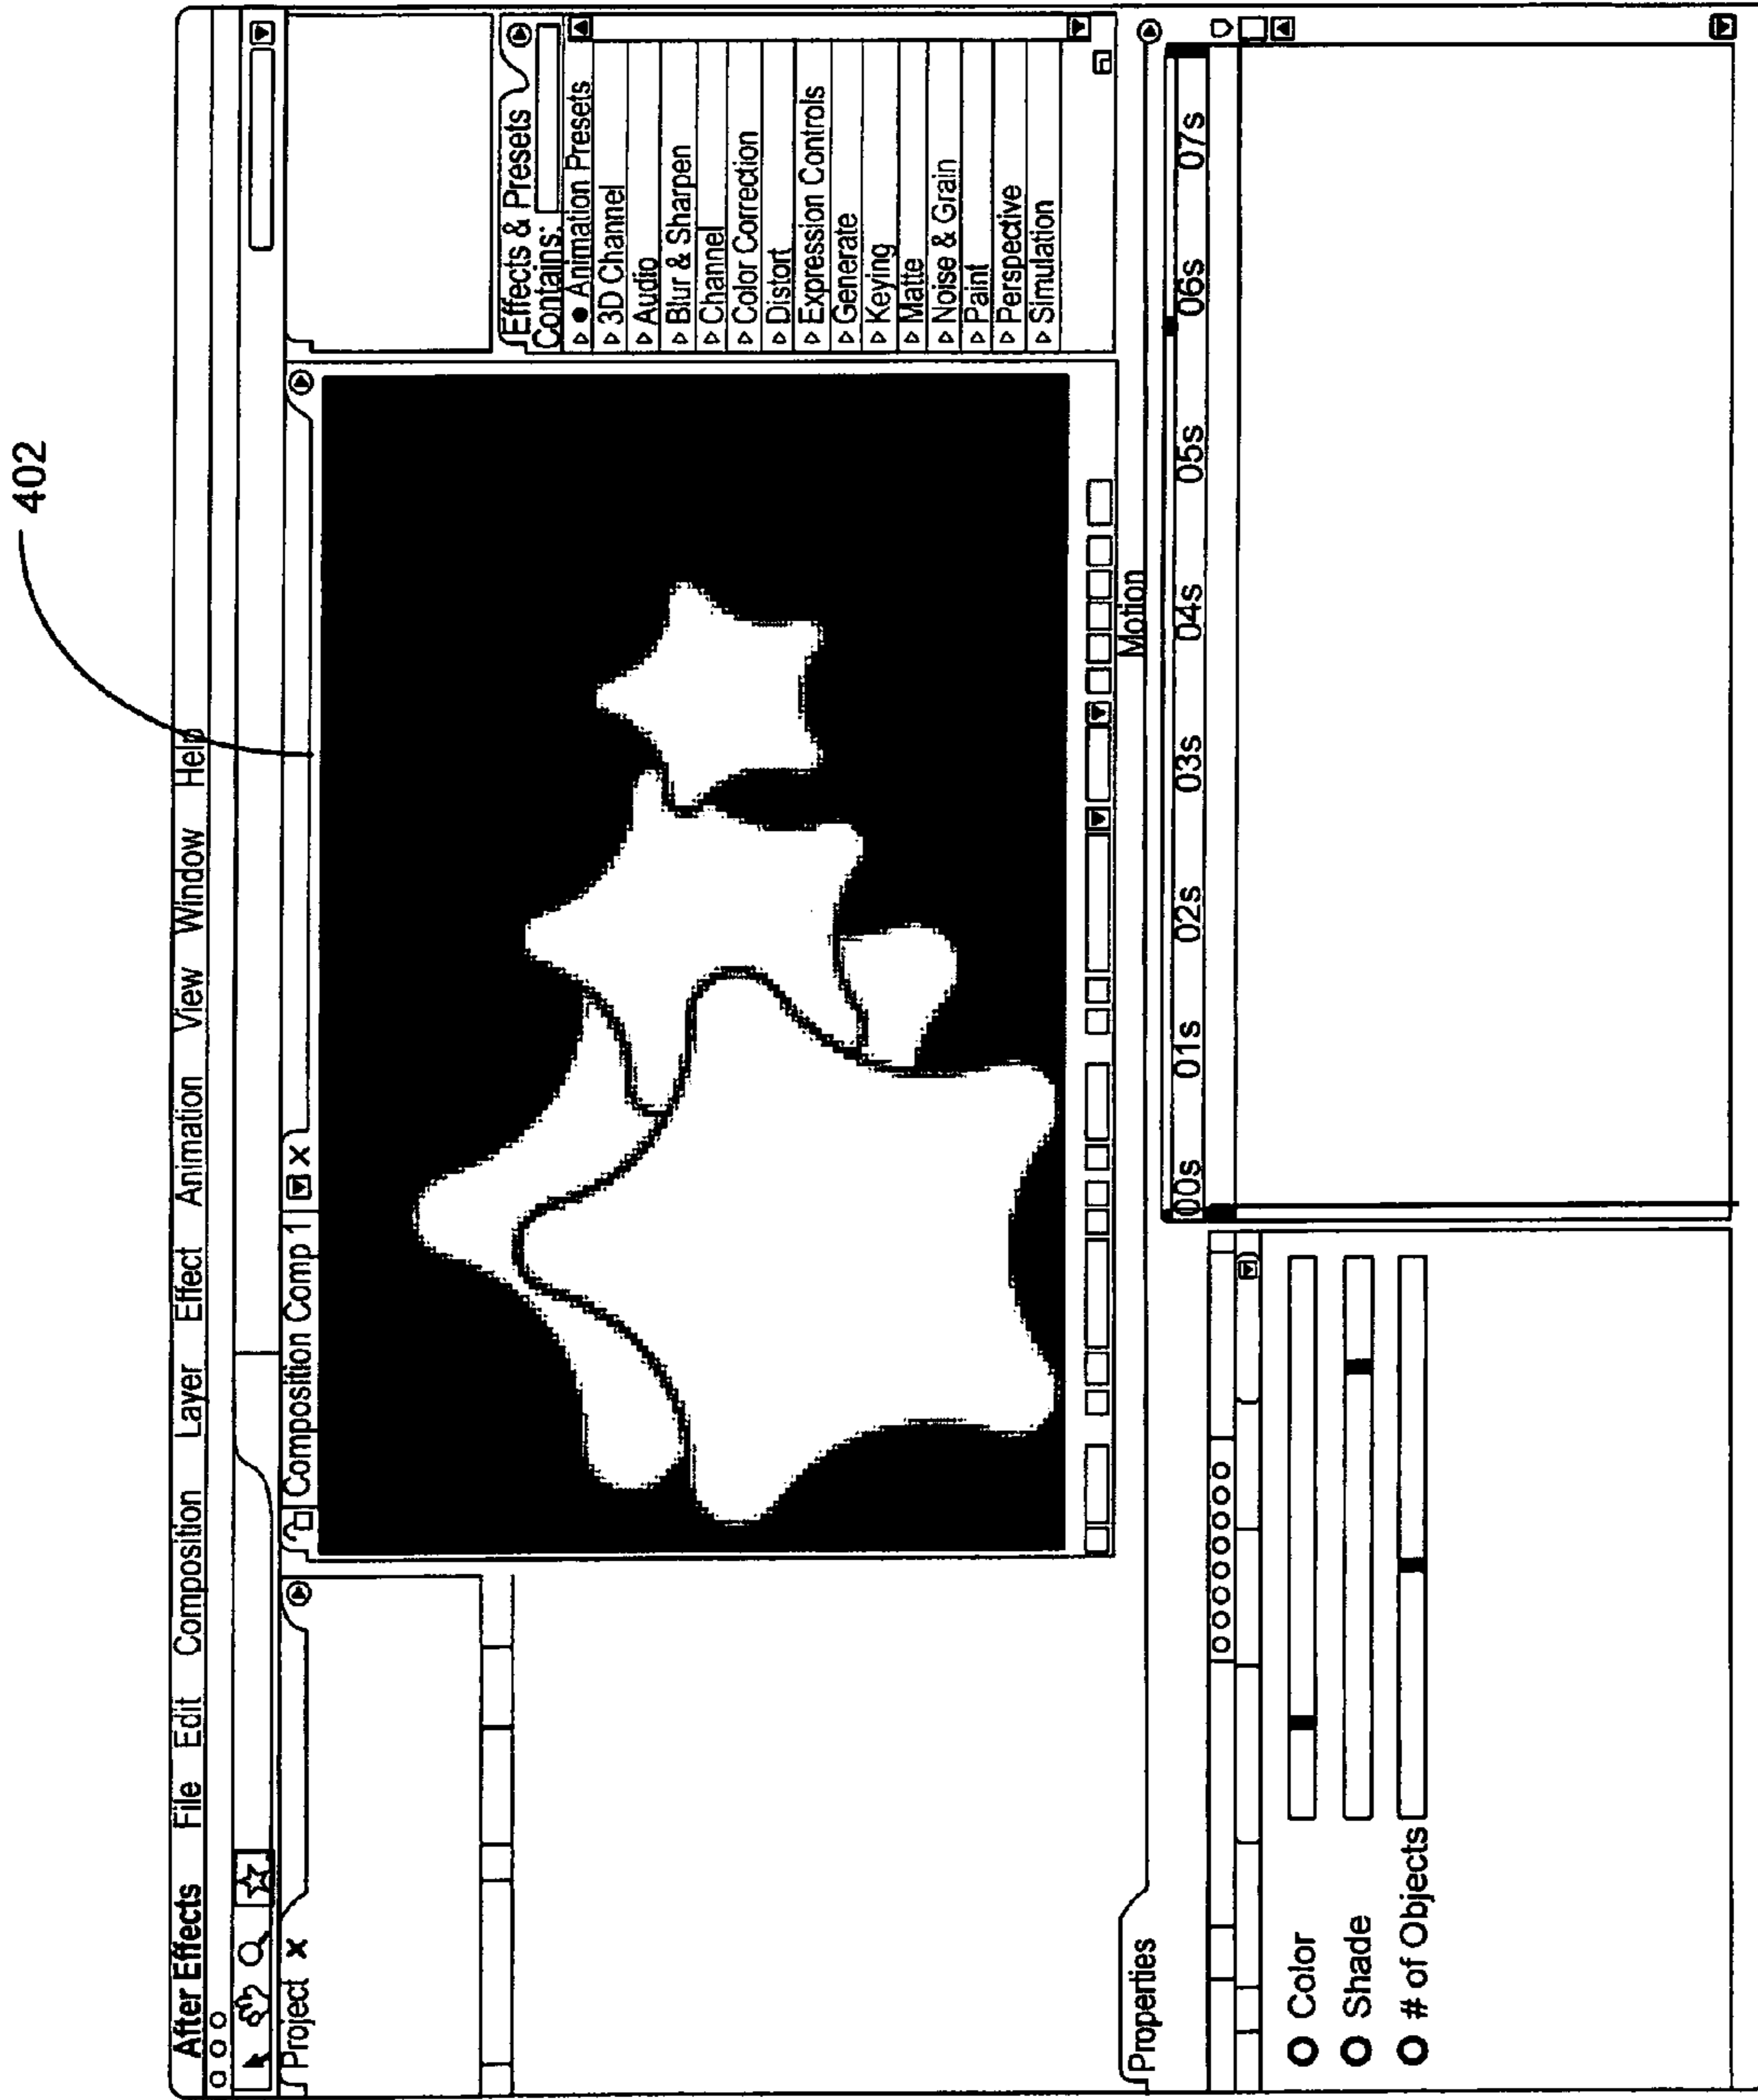 402
After Effects File Edit Composition Layer Effect Animation View Window Help
Project x
Composition Comp 1 x
Effects & Presets
Contains:
Animation Presets
3D Channel
Audio
Blur & Sharpen
Channel
Color Correction
Distort
Expression Controls
Generate
Keying
Matte
Noise & Grain
Paint
Perspective
Simulation
Motion
Properties
00s 01s 02s 03s 04s 05s 06s 07s
Color
Shade
# of Objects